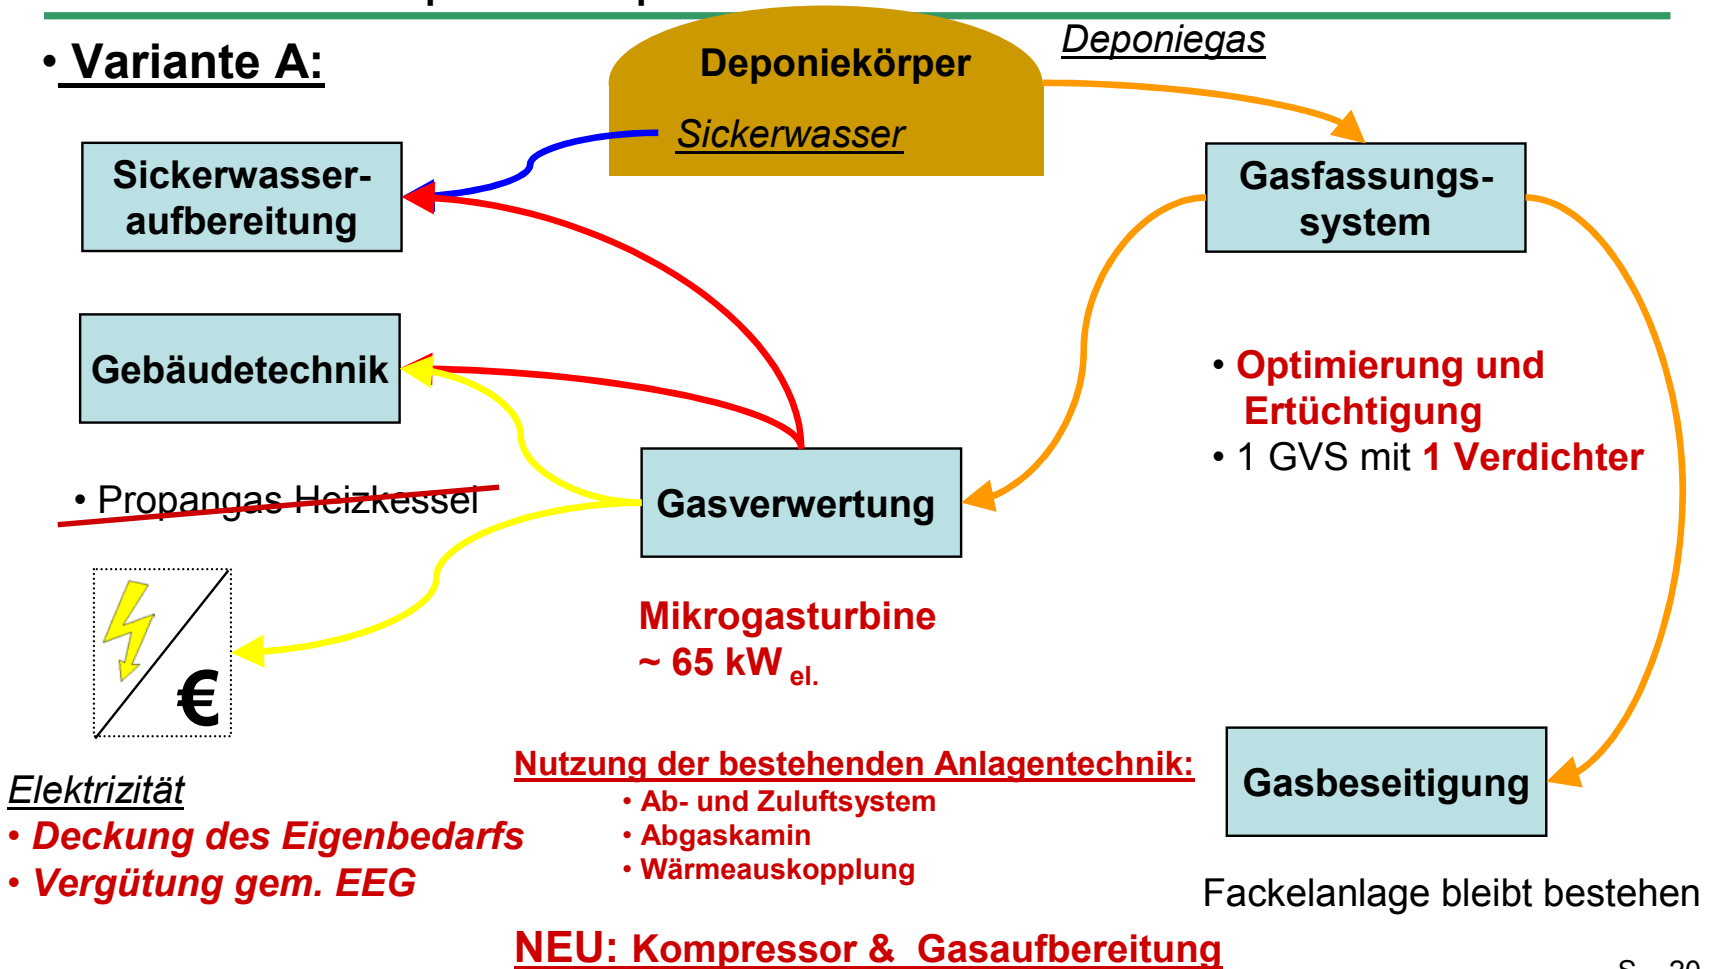 • Variante A:
Deponiekörper
Deponiegas
Sickerwasser
Sickerwasser-
aufbereitung
Gasfassungs-
system
Gebäudetechnik
• Optimierung und
Ertüchtigung
• 1 GVS mit 1 Verdichter
• Propangas Heizkessel
Gasverwertung
Mikrogasturbine
~ 65 kW el.
€
Nutzung der bestehenden Anlagentechnik:
• Ab- und Zuluftsystem
• Abgaskamin
• Wärmeauskopplung
Gasbeseitigung
Elektrizität
• Deckung des Eigenbedarfs
• Vergütung gem. EEG
Fackelanlage bleibt bestehen
NEU: Kompressor & Gasaufbereitung